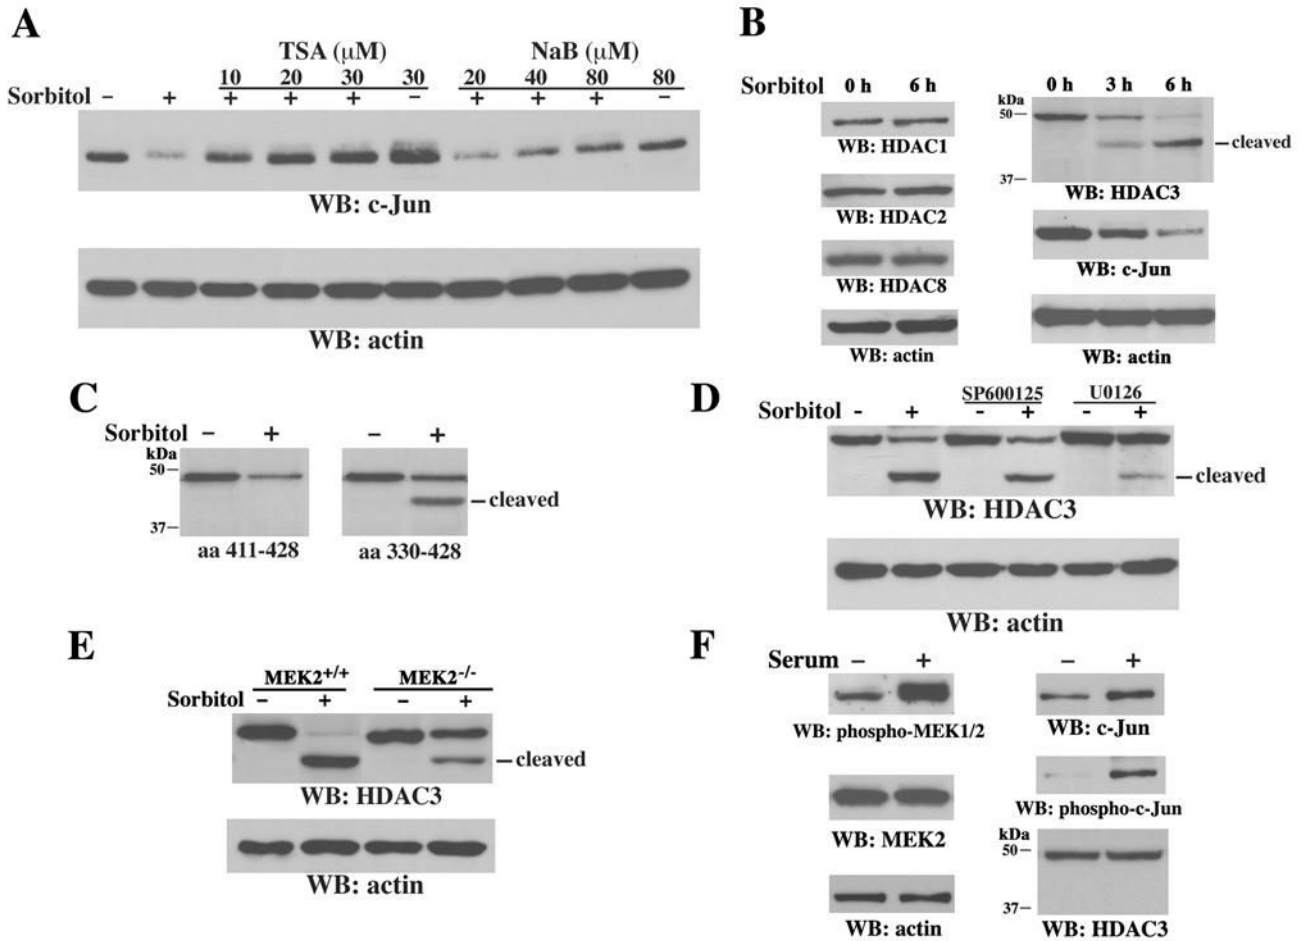 A
TSA (µM) NaB (µM)
10 20 30 30 20 40 80 80
Sorbitol − + + + + − + + + −
WB: c-Jun
WB: actin
B
Sorbitol 0 h 6 h
WB: HDAC1
WB: HDAC2
WB: HDAC8
WB: actin
0 h 3 h 6 h
kDa
50
cleaved
37
WB: HDAC3
WB: c-Jun
WB: actin
C
Sorbitol − + − +
kDa
50
cleaved
37
aa 411-428 aa 330-428
D
SP600125 U0126
Sorbitol - + - + - +
cleaved
WB: HDAC3
WB: actin
E
MEK2+/+ MEK2-/-
Sorbitol − + − +
cleaved
WB: HDAC3
WB: actin
F
Serum − + − +
WB: phospho-MEK1/2
WB: MEK2
WB: actin
WB: c-Jun
WB: phospho-c-Jun
kDa
50
37
WB: HDAC3